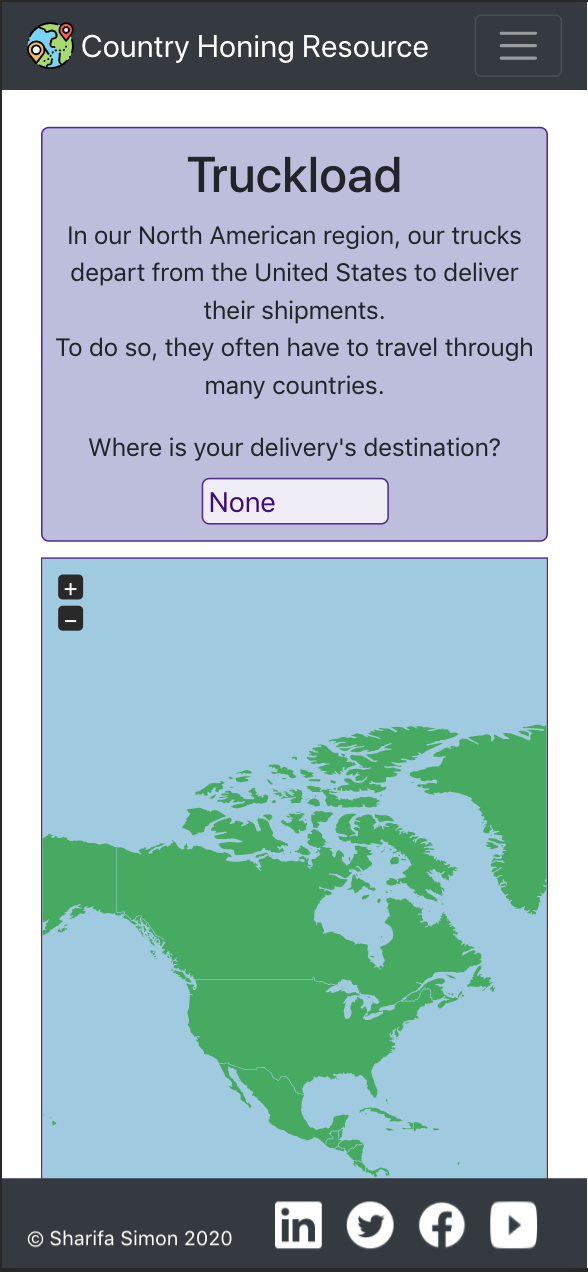 Country Honing Resource
Truckload
In our North American region, our trucks
depart from the United States to deliver
their shipments.
To do so, they often have to travel through
many countries.
Where is your delivery's destination?
None
+
–
© Sharifa Simon 2020
in